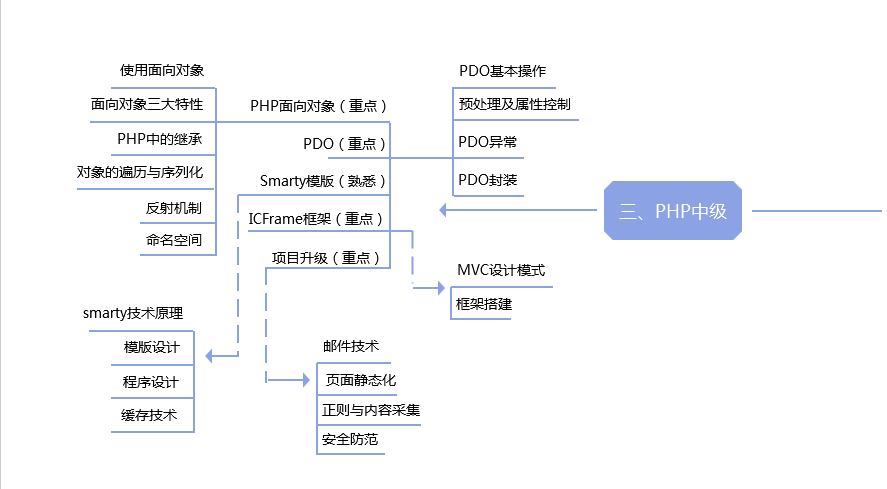 三、PHP中级
PHP面向对象（重点）
使用面向对象
面向对象三大特性
PHP中的继承
对象的遍历与序列化
反射机制
命名空间
PDO（重点）
PDO基本操作
预处理及属性控制
PDO异常
PDO封装
Smarty模版（熟悉）
smarty技术原理
模版设计
程序设计
缓存技术
ICFrame框架（重点）
MVC设计模式
框架搭建
项目升级（重点）
邮件技术
页面静态化
正则与内容采集
安全防范